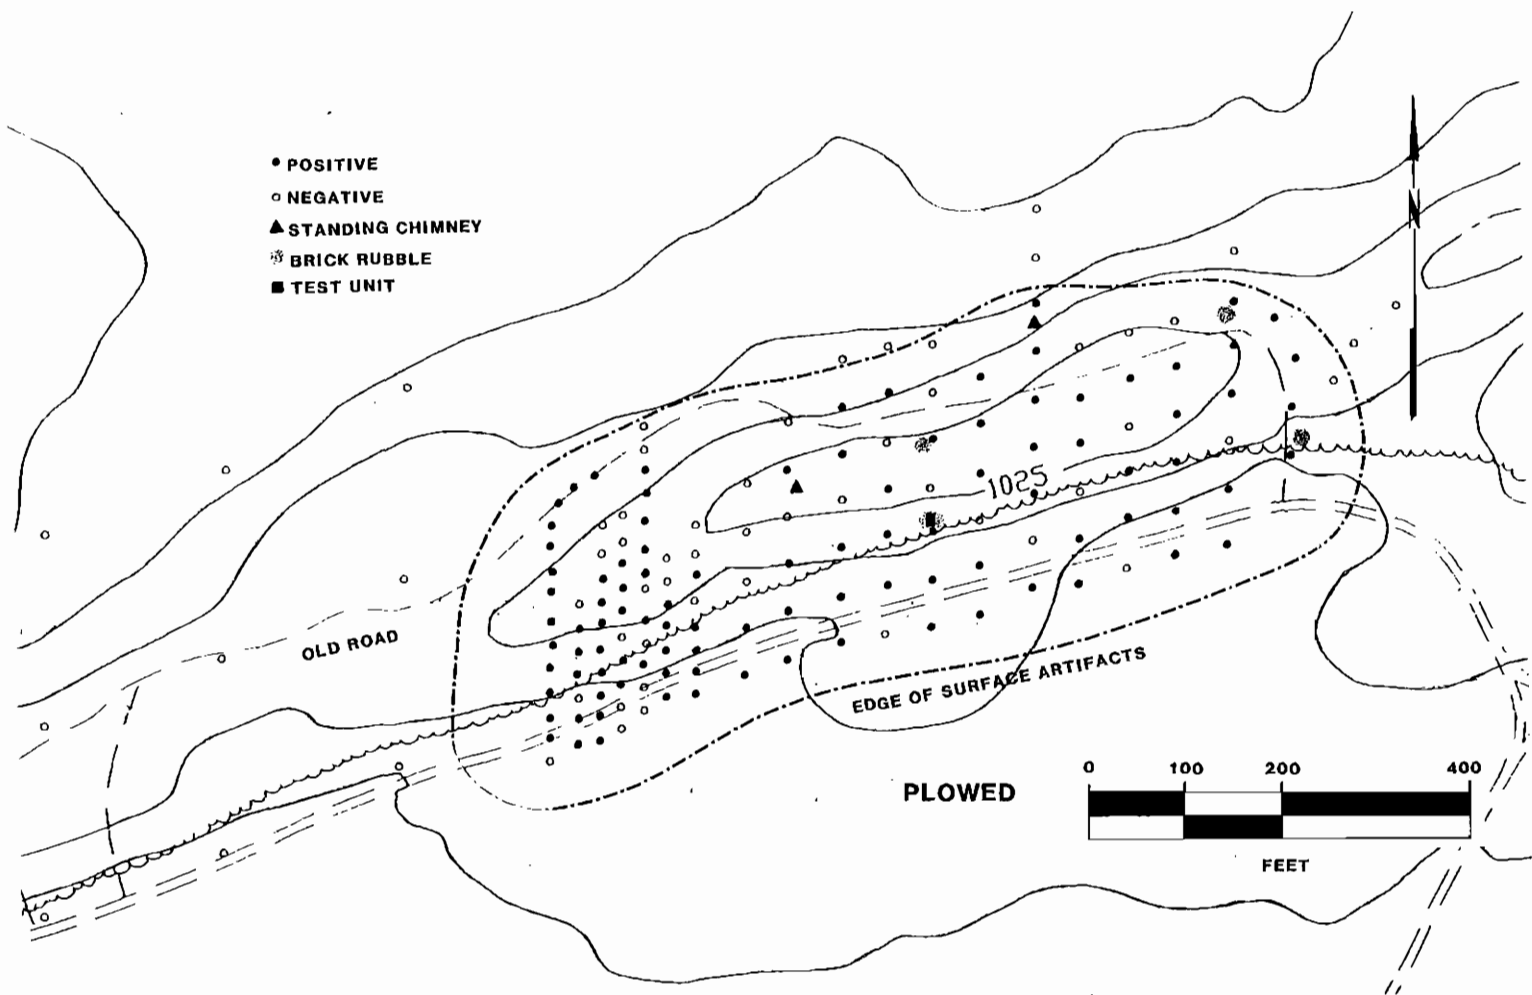 POSITIVE
NEGATIVE
STANDING CHIMNEY
BRICK RUBBLE
TEST UNIT
N
1025
OLD ROAD
EDGE OF SURFACE ARTIFACTS
PLOWED
0 100 200 400
FEET